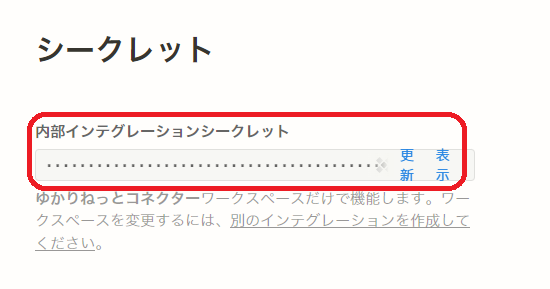 シークレット
内部インテグレーションシークレット
••••••••••••••••••••••••••••••••••••••••
更新 表示
ゆかりねっとコネクターワークスペースだけで機能します。ワー
クスペースを変更するには、別のインテグレーションを作成して
ください。